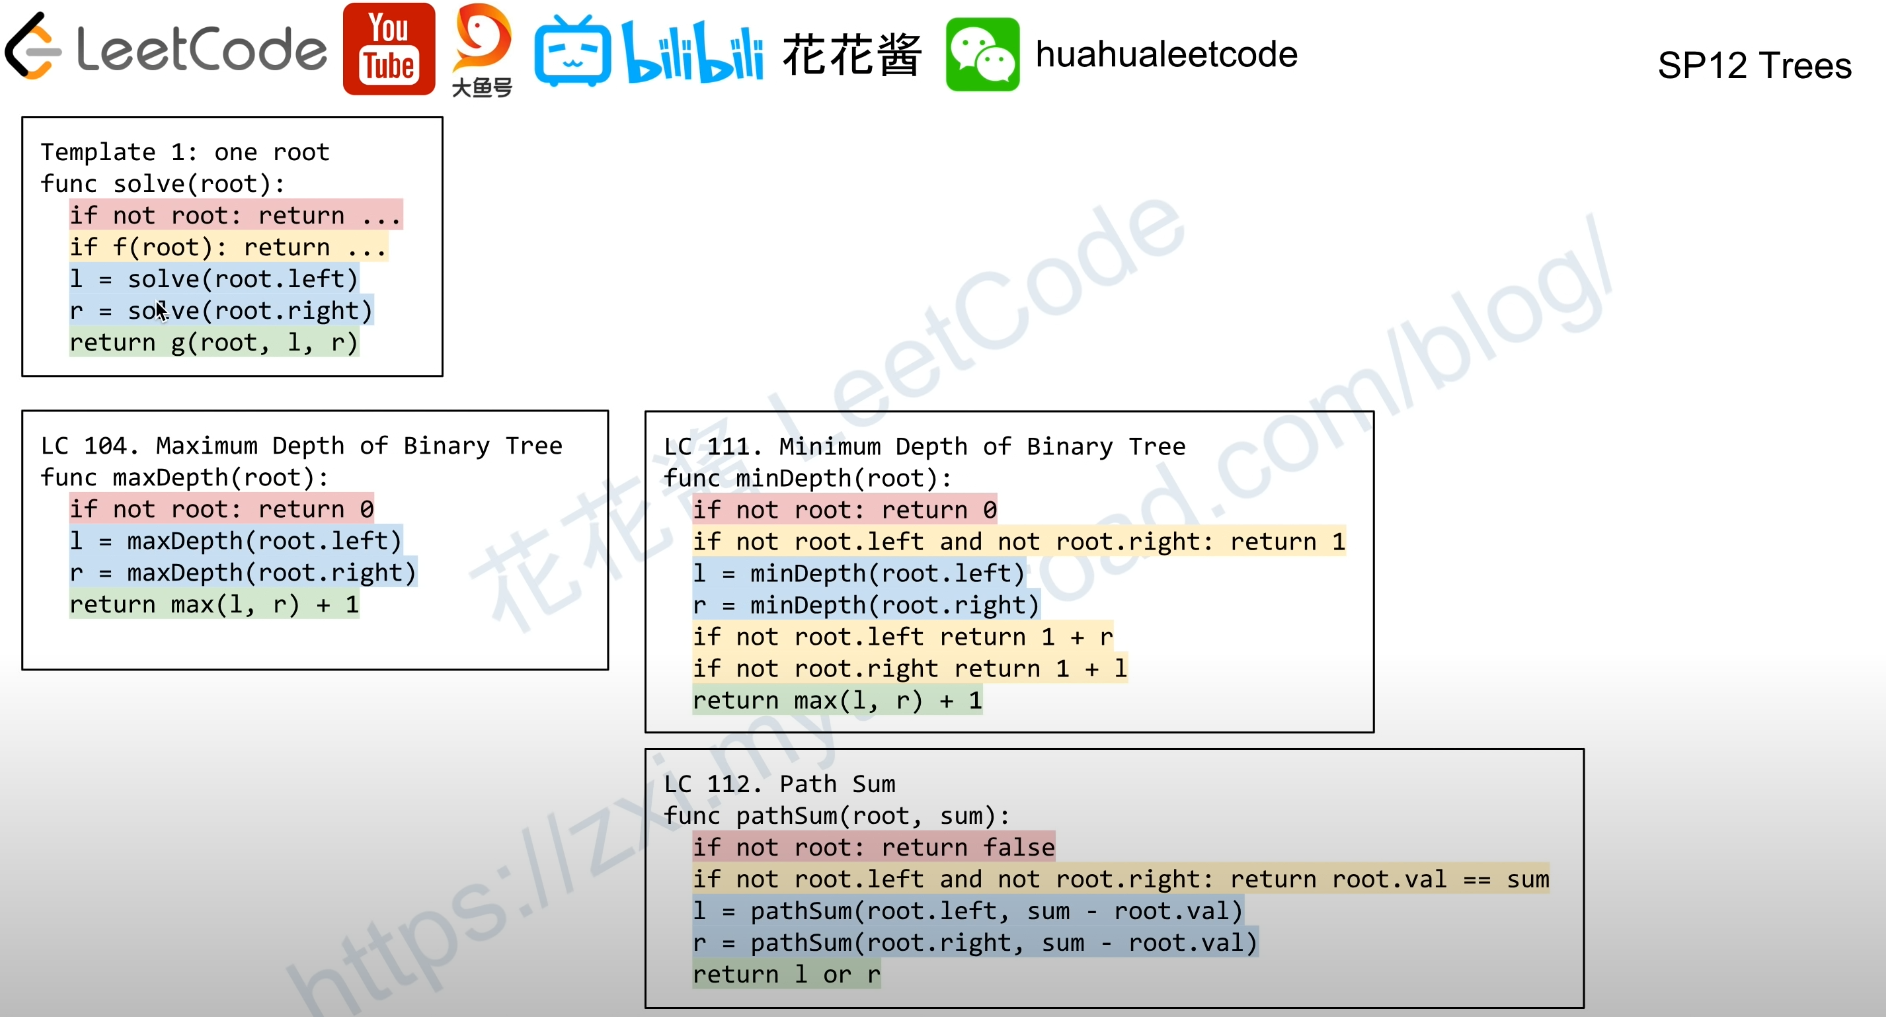 LeetCode
You
Tube
大鱼号
bilibili
花花酱
huahualeetcode
SP12 Trees
Template 1: one root
func solve(root):
if not root: return ...
if f(root): return ...
l = solve(root.left)
r = solve(root.right)
return g(root, l, r)
LC 104. Maximum Depth of Binary Tree
func maxDepth(root):
if not root: return 0
l = maxDepth(root.left)
r = maxDepth(root.right)
return max(l, r) + 1
LC 111. Minimum Depth of Binary Tree
func minDepth(root):
if not root: return 0
if not root.left and not root.right: return 1
l = minDepth(root.left)
r = minDepth(root.right)
if not root.left return 1 + r
if not root.right return 1 + l
return max(l, r) + 1
LC 112. Path Sum
func pathSum(root, sum):
if not root: return false
if not root.left and not root.right: return root.val == sum
l = pathSum(root.left, sum - root.val)
r = pathSum(root.right, sum - root.val)
return l or r
花花酱 LeetCode